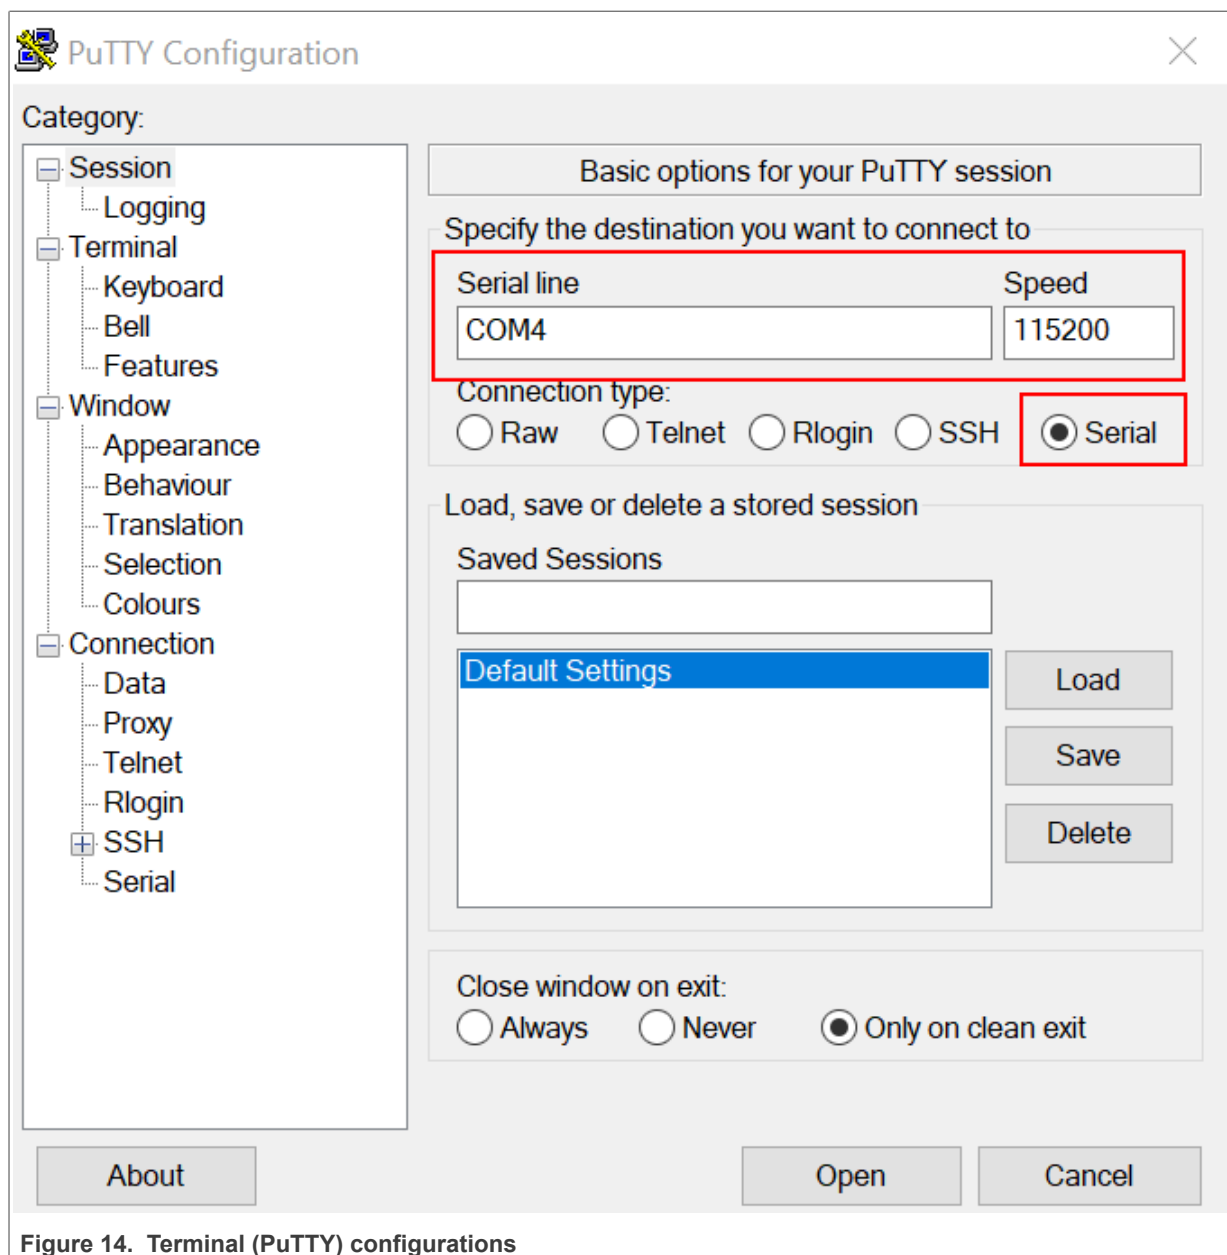 PuTTY Configuration
Category:
Session
Logging
Terminal
Keyboard
Bell
Features
Window
Appearance
Behaviour
Translation
Selection
Colours
Connection
Data
Proxy
Telnet
Rlogin
SSH
Serial
Basic options for your PuTTY session
Specify the destination you want to connect to
Serial line Speed
COM4 115200
Connection type:
Raw Telnet Rlogin SSH Serial
Load, save or delete a stored session
Saved Sessions
Default Settings
Load
Save
Delete
Close window on exit:
Always Never Only on clean exit
About Open Cancel
Figure 14. Terminal (PuTTY) configurations